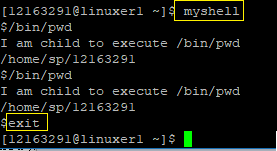 [12163291@linuxer1 ~]$ myshell
$/bin/pwd
I am child to execute /bin/pwd
/home/sp/12163291
$/bin/pwd
I am child to execute /bin/pwd
/home/sp/12163291
$exit
[12163291@linuxer1 ~]$